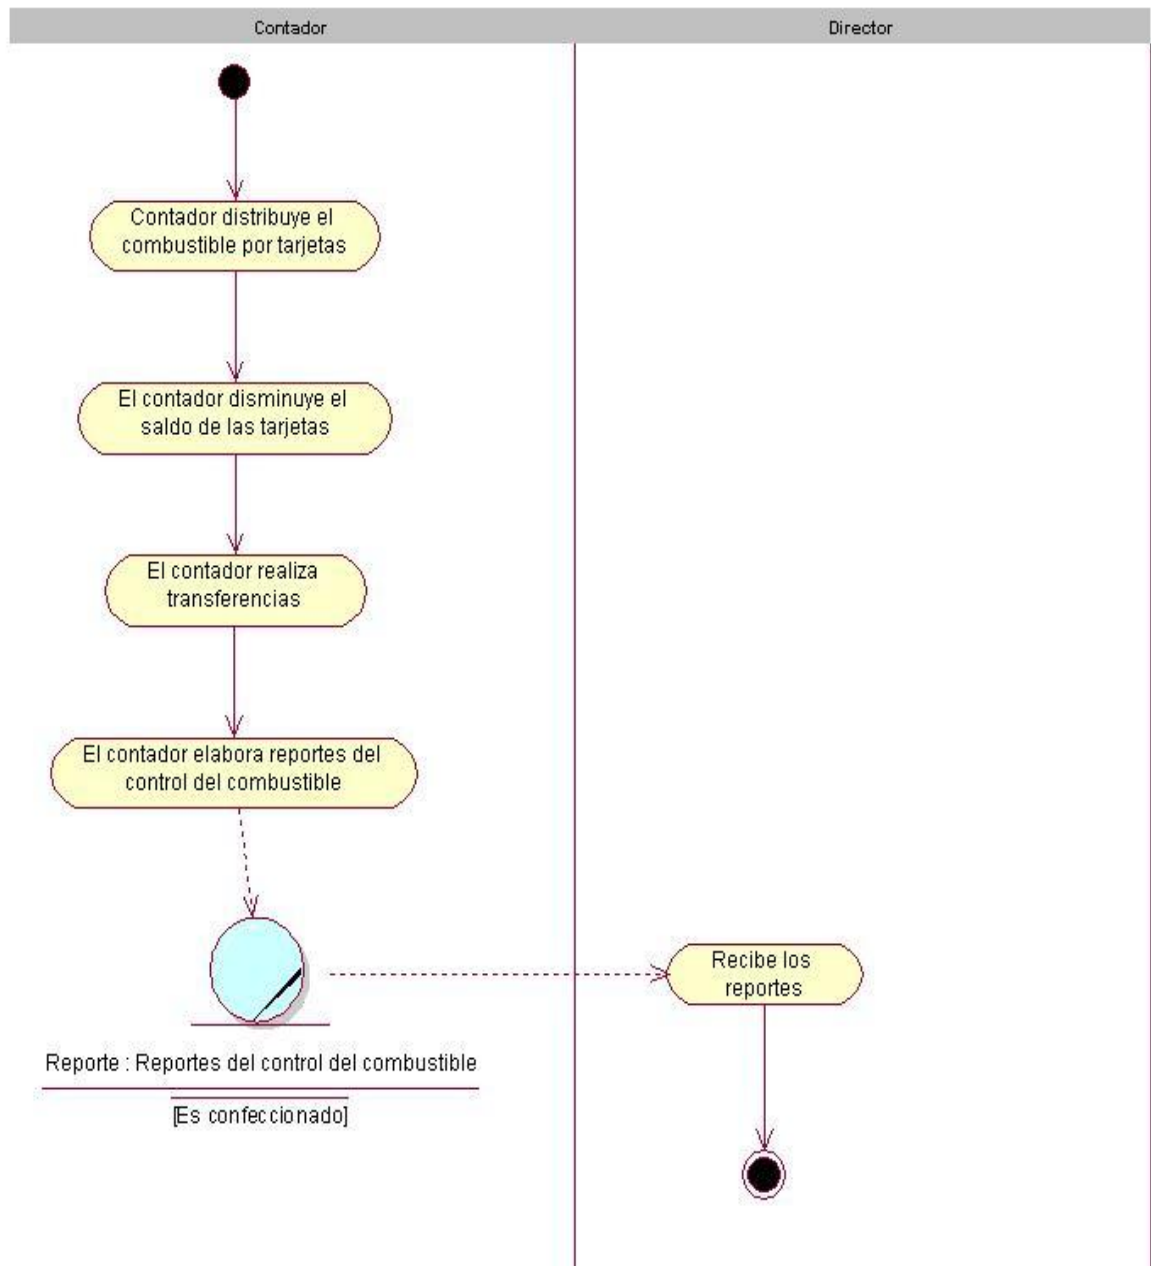 Contador
Director
Contador distribuye el
combustible por tarjetas
El contador disminuye el
saldo de las tarjetas
El contador realiza
transferencias
El contador elabora reportes del
control del combustible
Recibe los
reportes
Reporte : Reportes del control del combustible
[Es confeccionado]